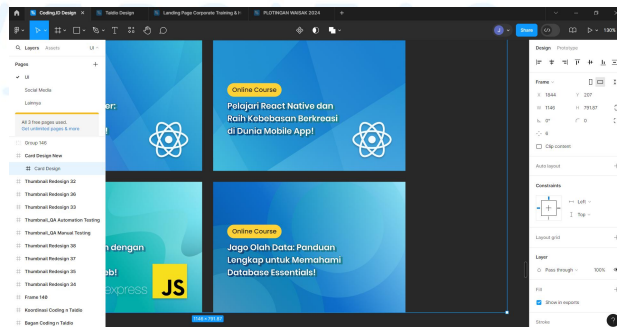 Coding.ID Design
Taldio Design
Landing Page Corporate Training & H
PLOTINGAN WAISAK 2024
J
Share
130%
Layers
Assets
UI
Pages
UI
Social Media
Lainnya
All 3 free pages used.
Get unlimited pages & more.
Group 146
Card Design New
Card Design
Thumbnail Redesign 32
Thumbnail Redesign 36
Thumbnail Redesign 33
Thumbnail_QA Automation Testing
Thumbnail_QA Manual Testing
Thumbnail Redesign 38
Thumbnail Redesign 37
Thumbnail Redesign 35
Thumbnail Redesign 34
Frame 149
Koordinasi Coding n Taldio
Bagan Coding n Taldio
er:
Online Course
Pelajari React Native dan
Raih Kebebasan Berkreasi
di Dunia Mobile App!
n dengan
eb!
express
JS
Online Course
Jago Olah Data: Panduan
Lengkap untuk Memahami
Database Essentials!
1146 × 791.87
Design
Prototype
Frame
X 1844
Y 207
W 1146
H 791.87
0°
0
Clip content
Auto layout
Constraints
Left
Top
Layout grid
Layer
Pass through
100%
Fill
Show in exports
Stroke
?